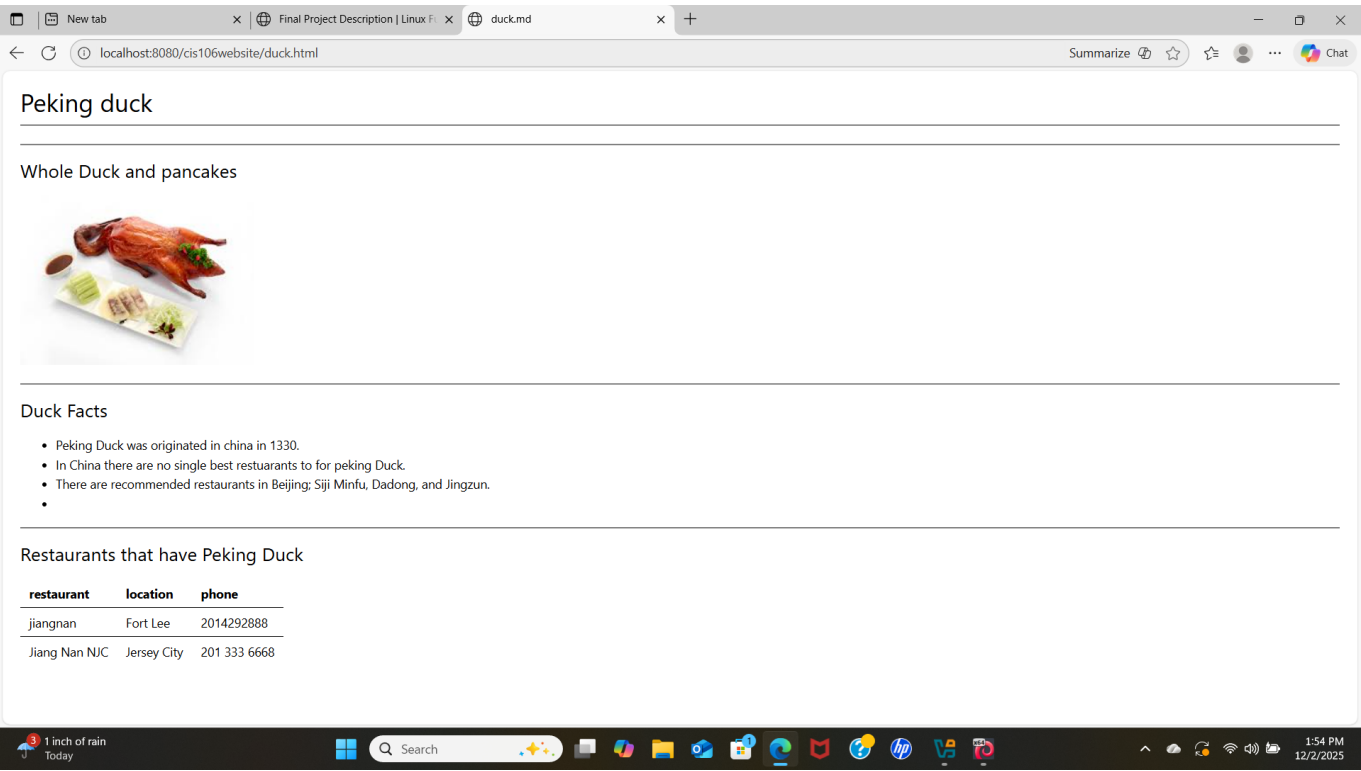 New tab
Final Project Description | Linux F
duck.md
localhost:8080/cis106website/duck.html
Summarize
Chat
Peking duck
Whole Duck and pancakes
Duck Facts
Peking Duck was originated in china in 1330.
In China there are no single best restuarants to for peking Duck.
There are recommended restaurants in Beijing; Siji Minfu, Dadong, and Jingzun.
Restaurants that have Peking Duck
restaurant location phone
jiangnan Fort Lee 2014292888
Jiang Nan NJC Jersey City 201 333 6668
3
1 inch of rain
Today
Search
1
hp
1:54 PM
12/2/2025